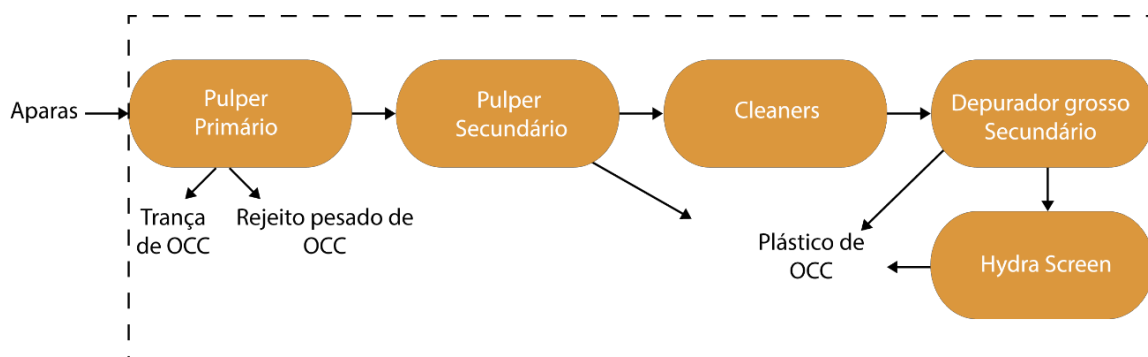 Aparas
Pulper
Primário
Pulper
Secundário
Cleaners
Depurador grosso
Secundário
Trança
de OCC
Rejeito pesado de
OCC
Plástico de
OCC
Hydra Screen